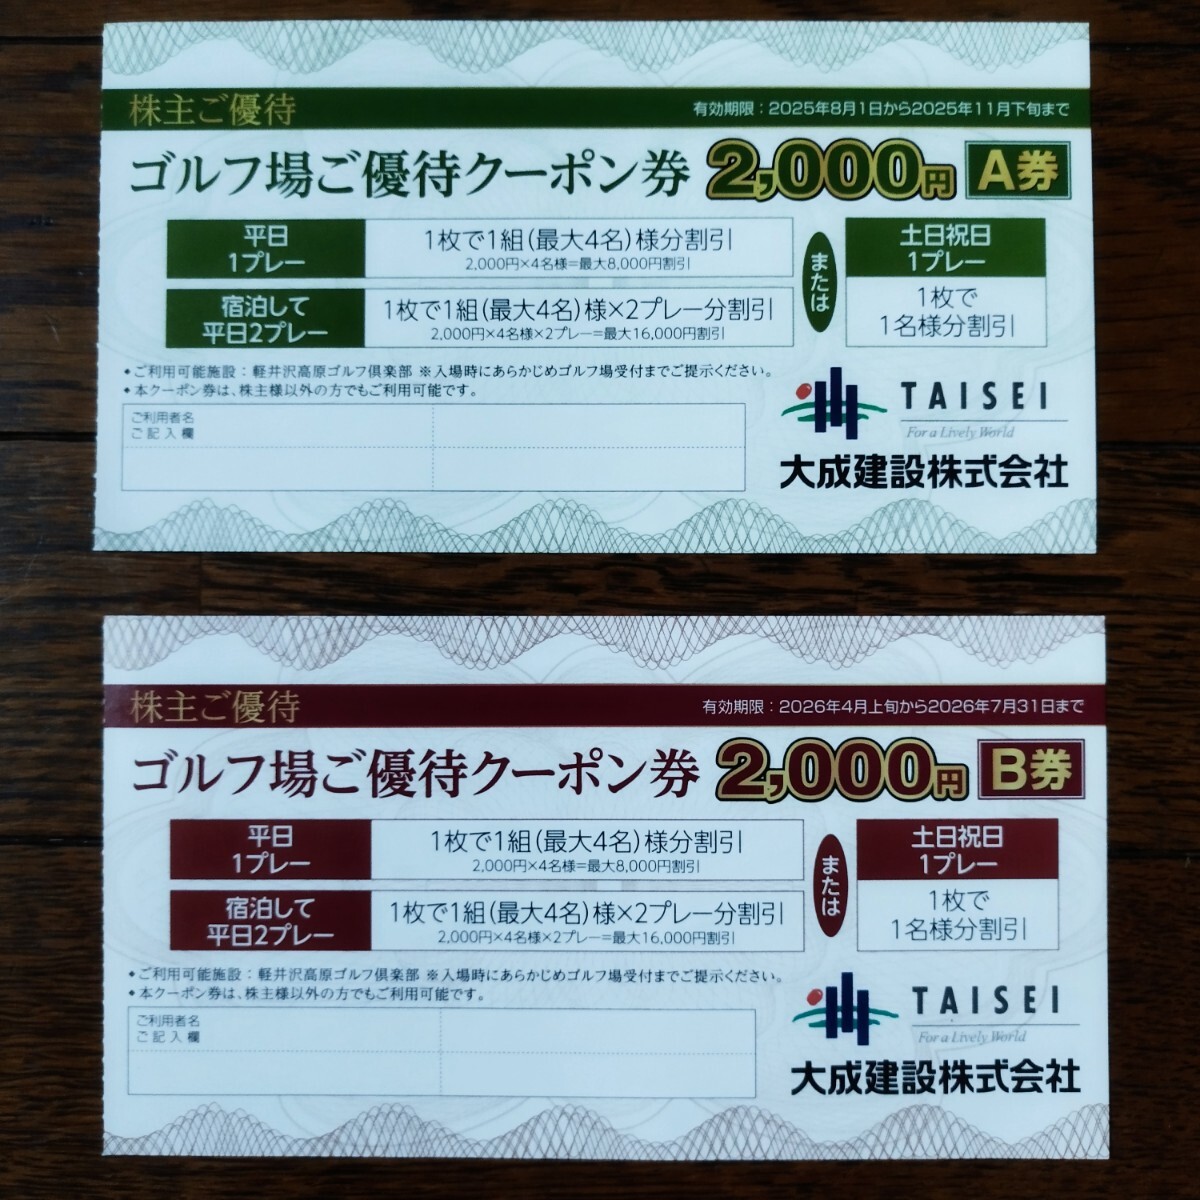 株主ご優待
有効期限：2025年8月1日から2025年11月下旬まで
ゴルフ場ご優待クーポン券 2,000円 A券
平日
1プレー
1枚で1組(最大4名)様分割引
2,000円×4名様=最大8,000円割引
宿泊して
平日2プレー
1枚で1組(最大4名)様×2プレー分割引
2,000円×4名様×2プレー=最大16,000円割引
または
土日祝日
1プレー
1枚で
1名様分割引
◆ご利用可能施設：軽井沢高原ゴルフ倶楽部 ※入場時にあらかじめゴルフ場受付までご提示ください。
◆本クーポン券は、株主様以外の方でもご利用可能です。
ご利用者名
ご記入欄
TAISEI
For a Lively World
大成建設株式会社
株主ご優待
有効期限：2026年4月上旬から2026年7月31日まで
ゴルフ場ご優待クーポン券 2,000円 B券
平日
1プレー
1枚で1組(最大4名)様分割引
2,000円×4名様=最大8,000円割引
宿泊して
平日2プレー
1枚で1組(最大4名)様×2プレー分割引
2,000円×4名様×2プレー=最大16,000円割引
または
土日祝日
1プレー
1枚で
1名様分割引
◆ご利用可能施設：軽井沢高原ゴルフ倶楽部 ※入場時にあらかじめゴルフ場受付までご提示ください。
◆本クーポン券は、株主様以外の方でもご利用可能です。
ご利用者名
ご記入欄
TAISEI
For a Lively World
大成建設株式会社